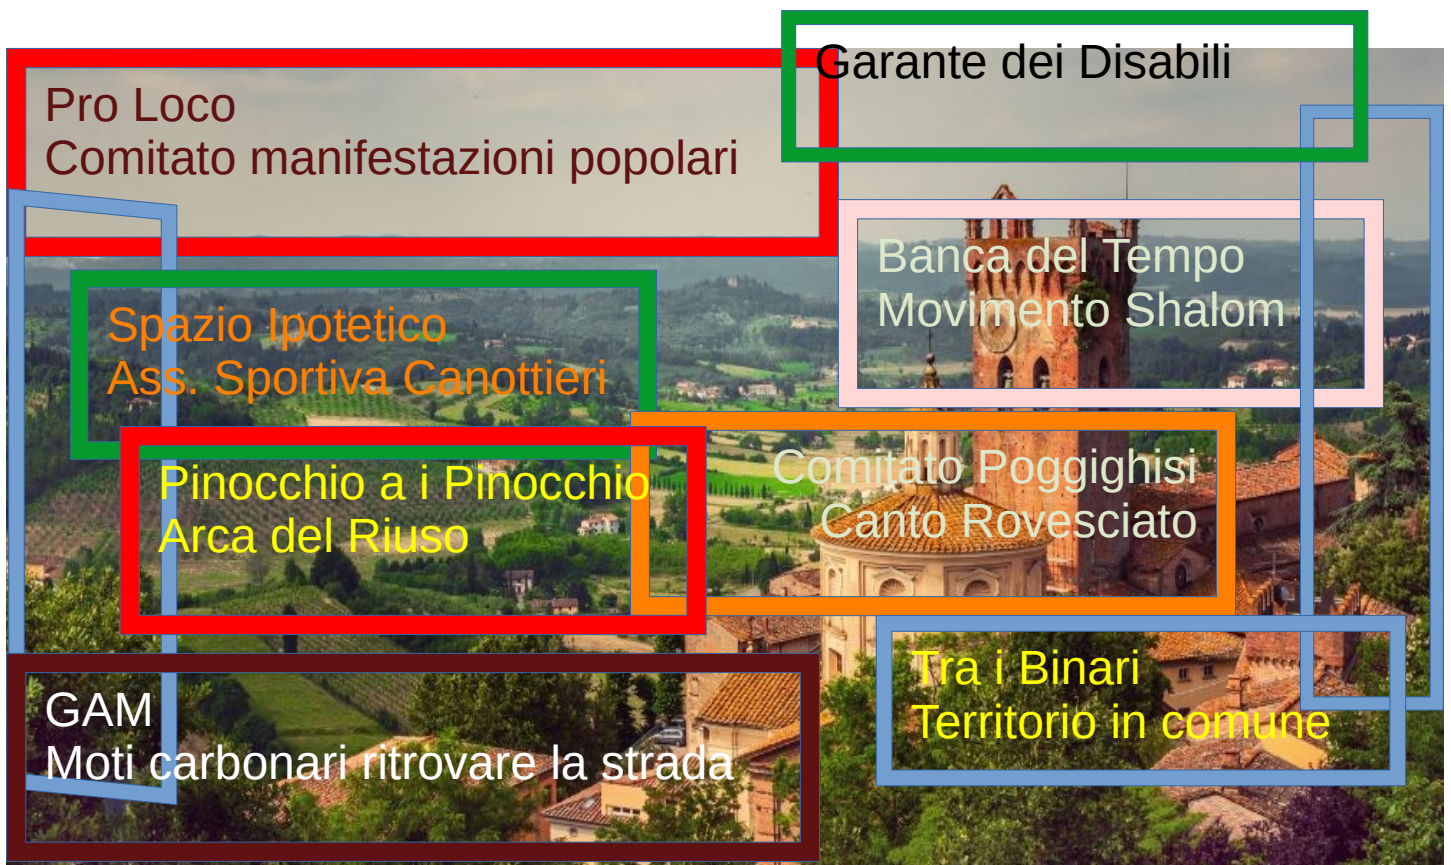 Garante dei Disabili
Pro Loco
Comitato manifestazioni popolari
Banca del Tempo
Movimento Shalom
Spazio Ipotetico
Ass. Sportiva Canottieri
Comitato Poggighisi
Canto Rovesciato
Pinocchio a i Pinocchio
Arca del Riuso
Tra i Binari
Territorio in comune
GAM
Moti carbonari ritrovare la strada